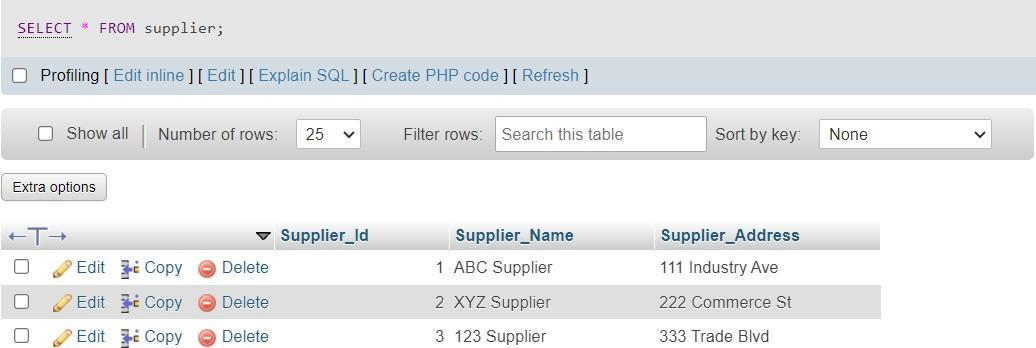 SELECT * FROM supplier;
Profiling [ Edit inline ] [ Edit ] [ Explain SQL ] [ Create PHP code ] [ Refresh ]
Show all Number of rows: 25 Filter rows: Search this table Sort by key: None
Extra options
Supplier_Id Supplier_Name Supplier_Address
Edit Copy Delete 1 ABC Supplier 111 Industry Ave
Edit Copy Delete 2 XYZ Supplier 222 Commerce St
Edit Copy Delete 3 123 Supplier 333 Trade Blvd